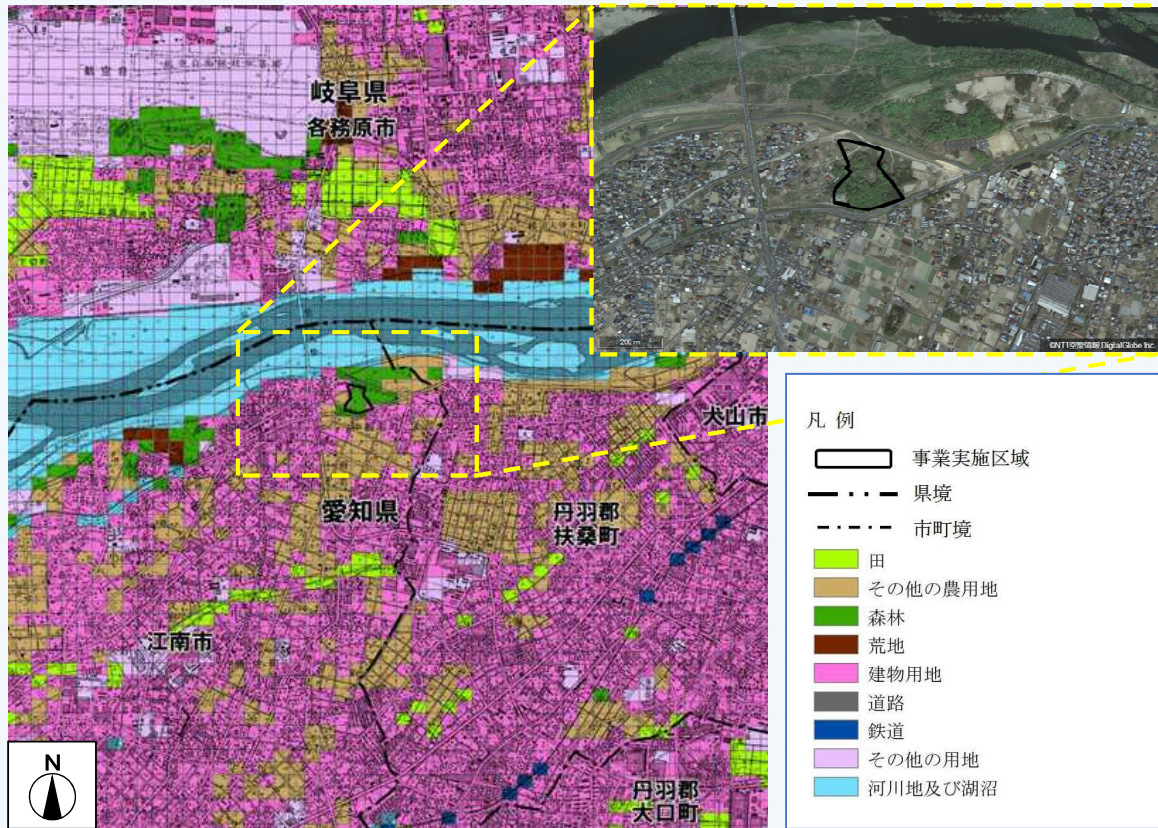 岐阜県
各務原市
愛知県
犬山市
丹羽郡
扶桑町
江南市
丹羽郡
大口町
N
200 m
©NTT空間情報 DigitalGlobe Inc.
凡 例
事業実施区域
県境
市町境
田
その他の農用地
森林
荒地
建物用地
道路
鉄道
その他の用地
河川地及び湖沼